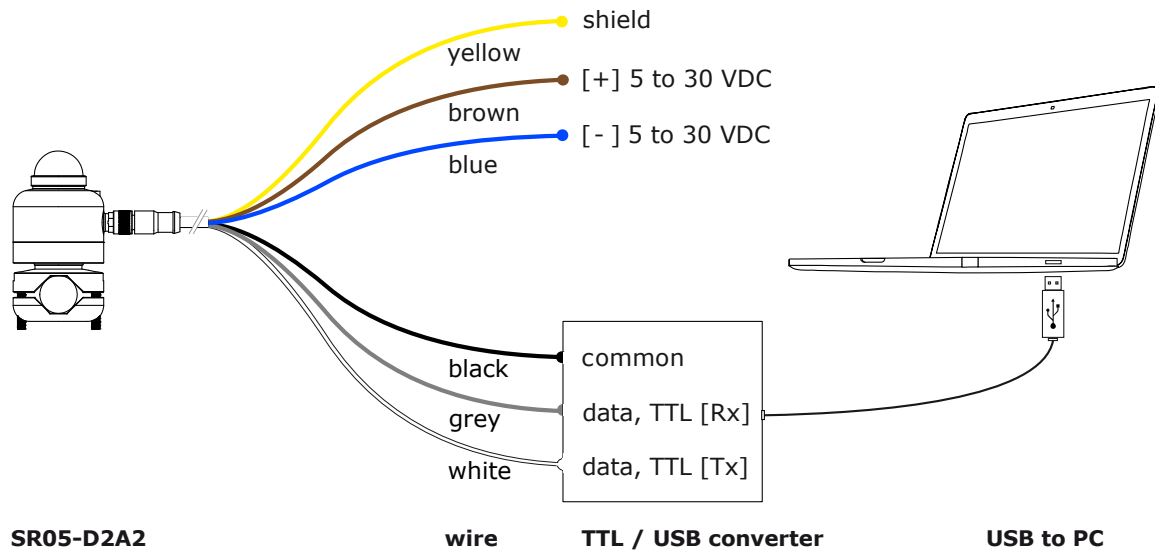 shield
yellow
[+] 5 to 30 VDC
brown
[-] 5 to 30 VDC
blue
common
black
data, TTL [Rx]
grey
data, TTL [Tx]
white
SR05-D2A2 wire TTL / USB converter USB to PC